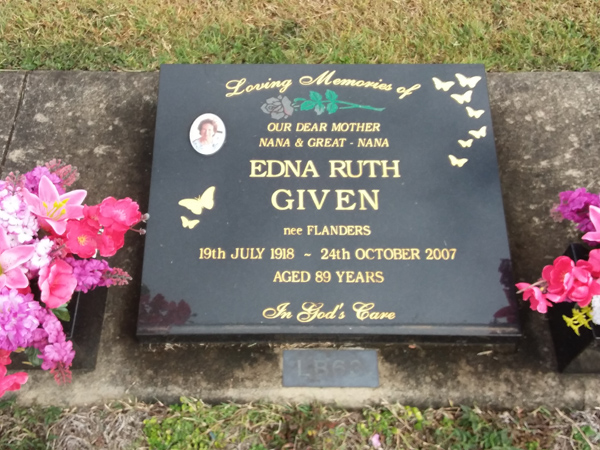 Loving Memories of
OUR DEAR MOTHER
NANA & GREAT - NANA
EDNA RUTH
GIVEN
nee FLANDERS
19th JULY 1918 ~ 24th OCTOBER 2007
AGED 89 YEARS
In God's Care